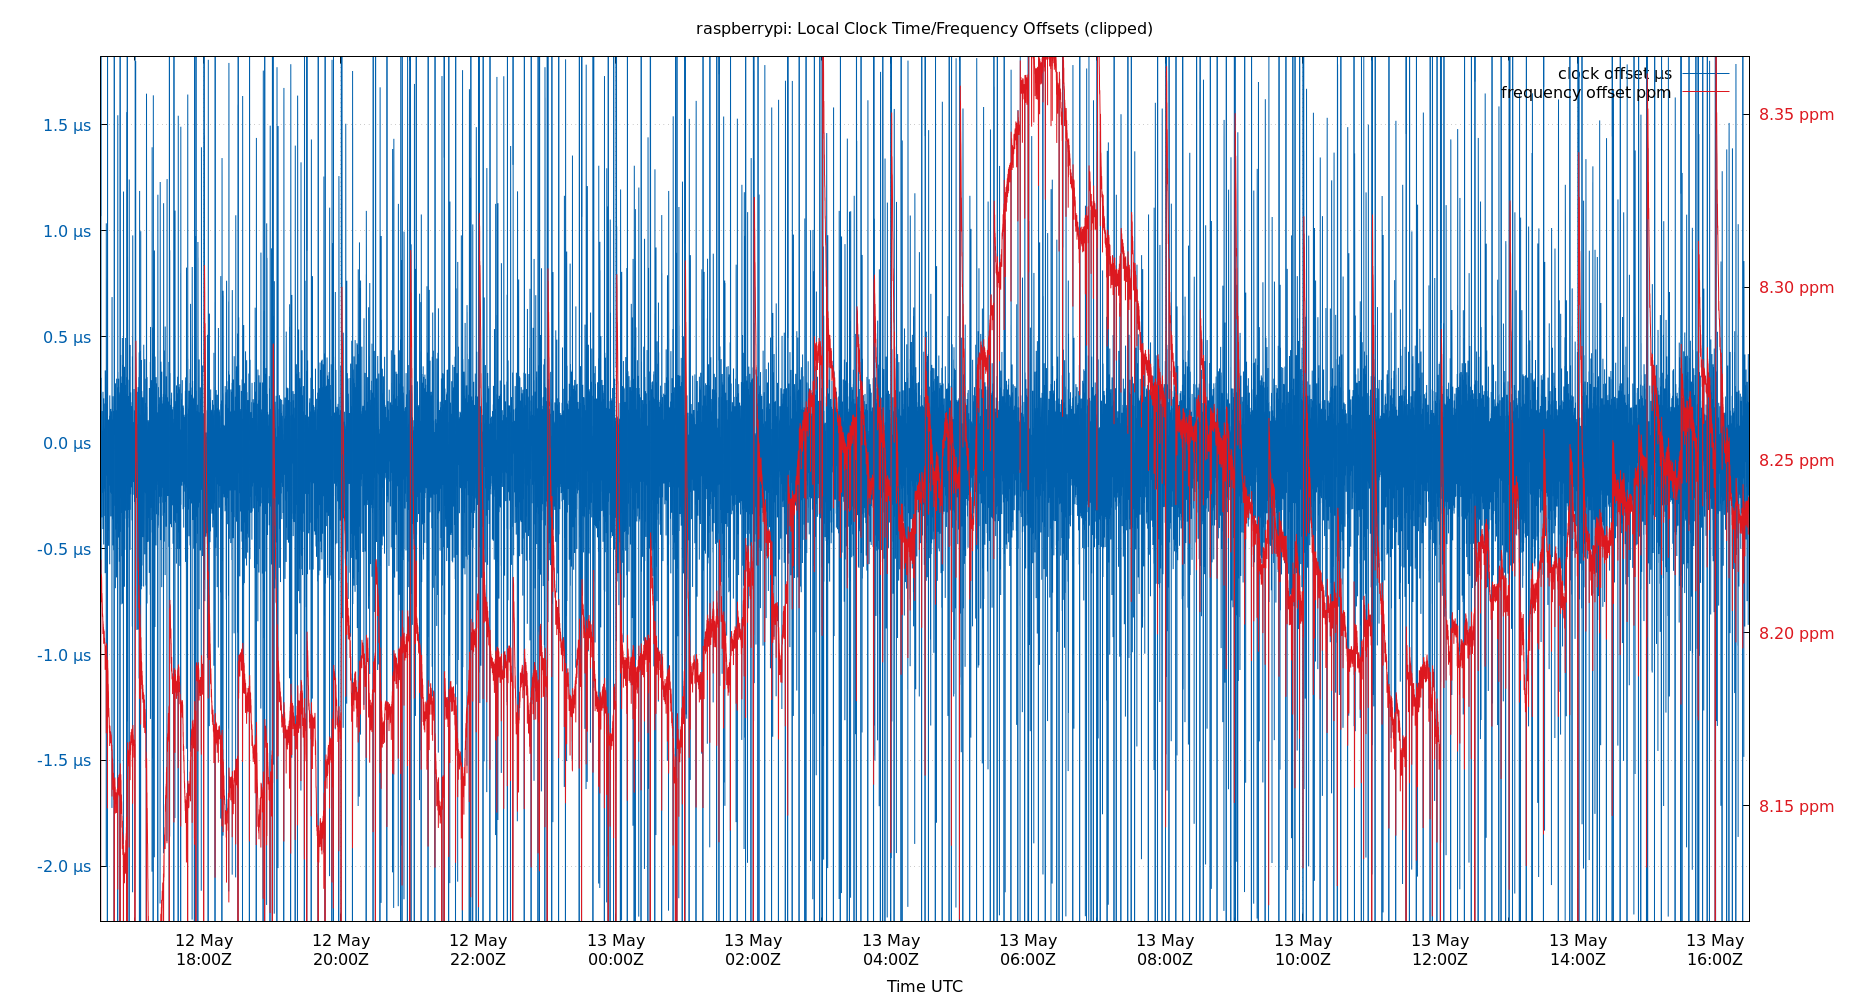 raspberrypi: Local Clock Time/Frequency Offsets (clipped)
clock offset µs
frequency offset ppm
1.5 µs
1.0 µs
0.5 µs
0.0 µs
-0.5 µs
-1.0 µs
-1.5 µs
-2.0 µs
8.35 ppm
8.30 ppm
8.25 ppm
8.20 ppm
8.15 ppm
12 May 12 May 12 May 13 May 13 May 13 May 13 May 13 May 13 May 13 May 13 May 13 May
18:00Z 20:00Z 22:00Z 00:00Z 02:00Z 04:00Z 06:00Z 08:00Z 10:00Z 12:00Z 14:00Z 16:00Z
Time UTC